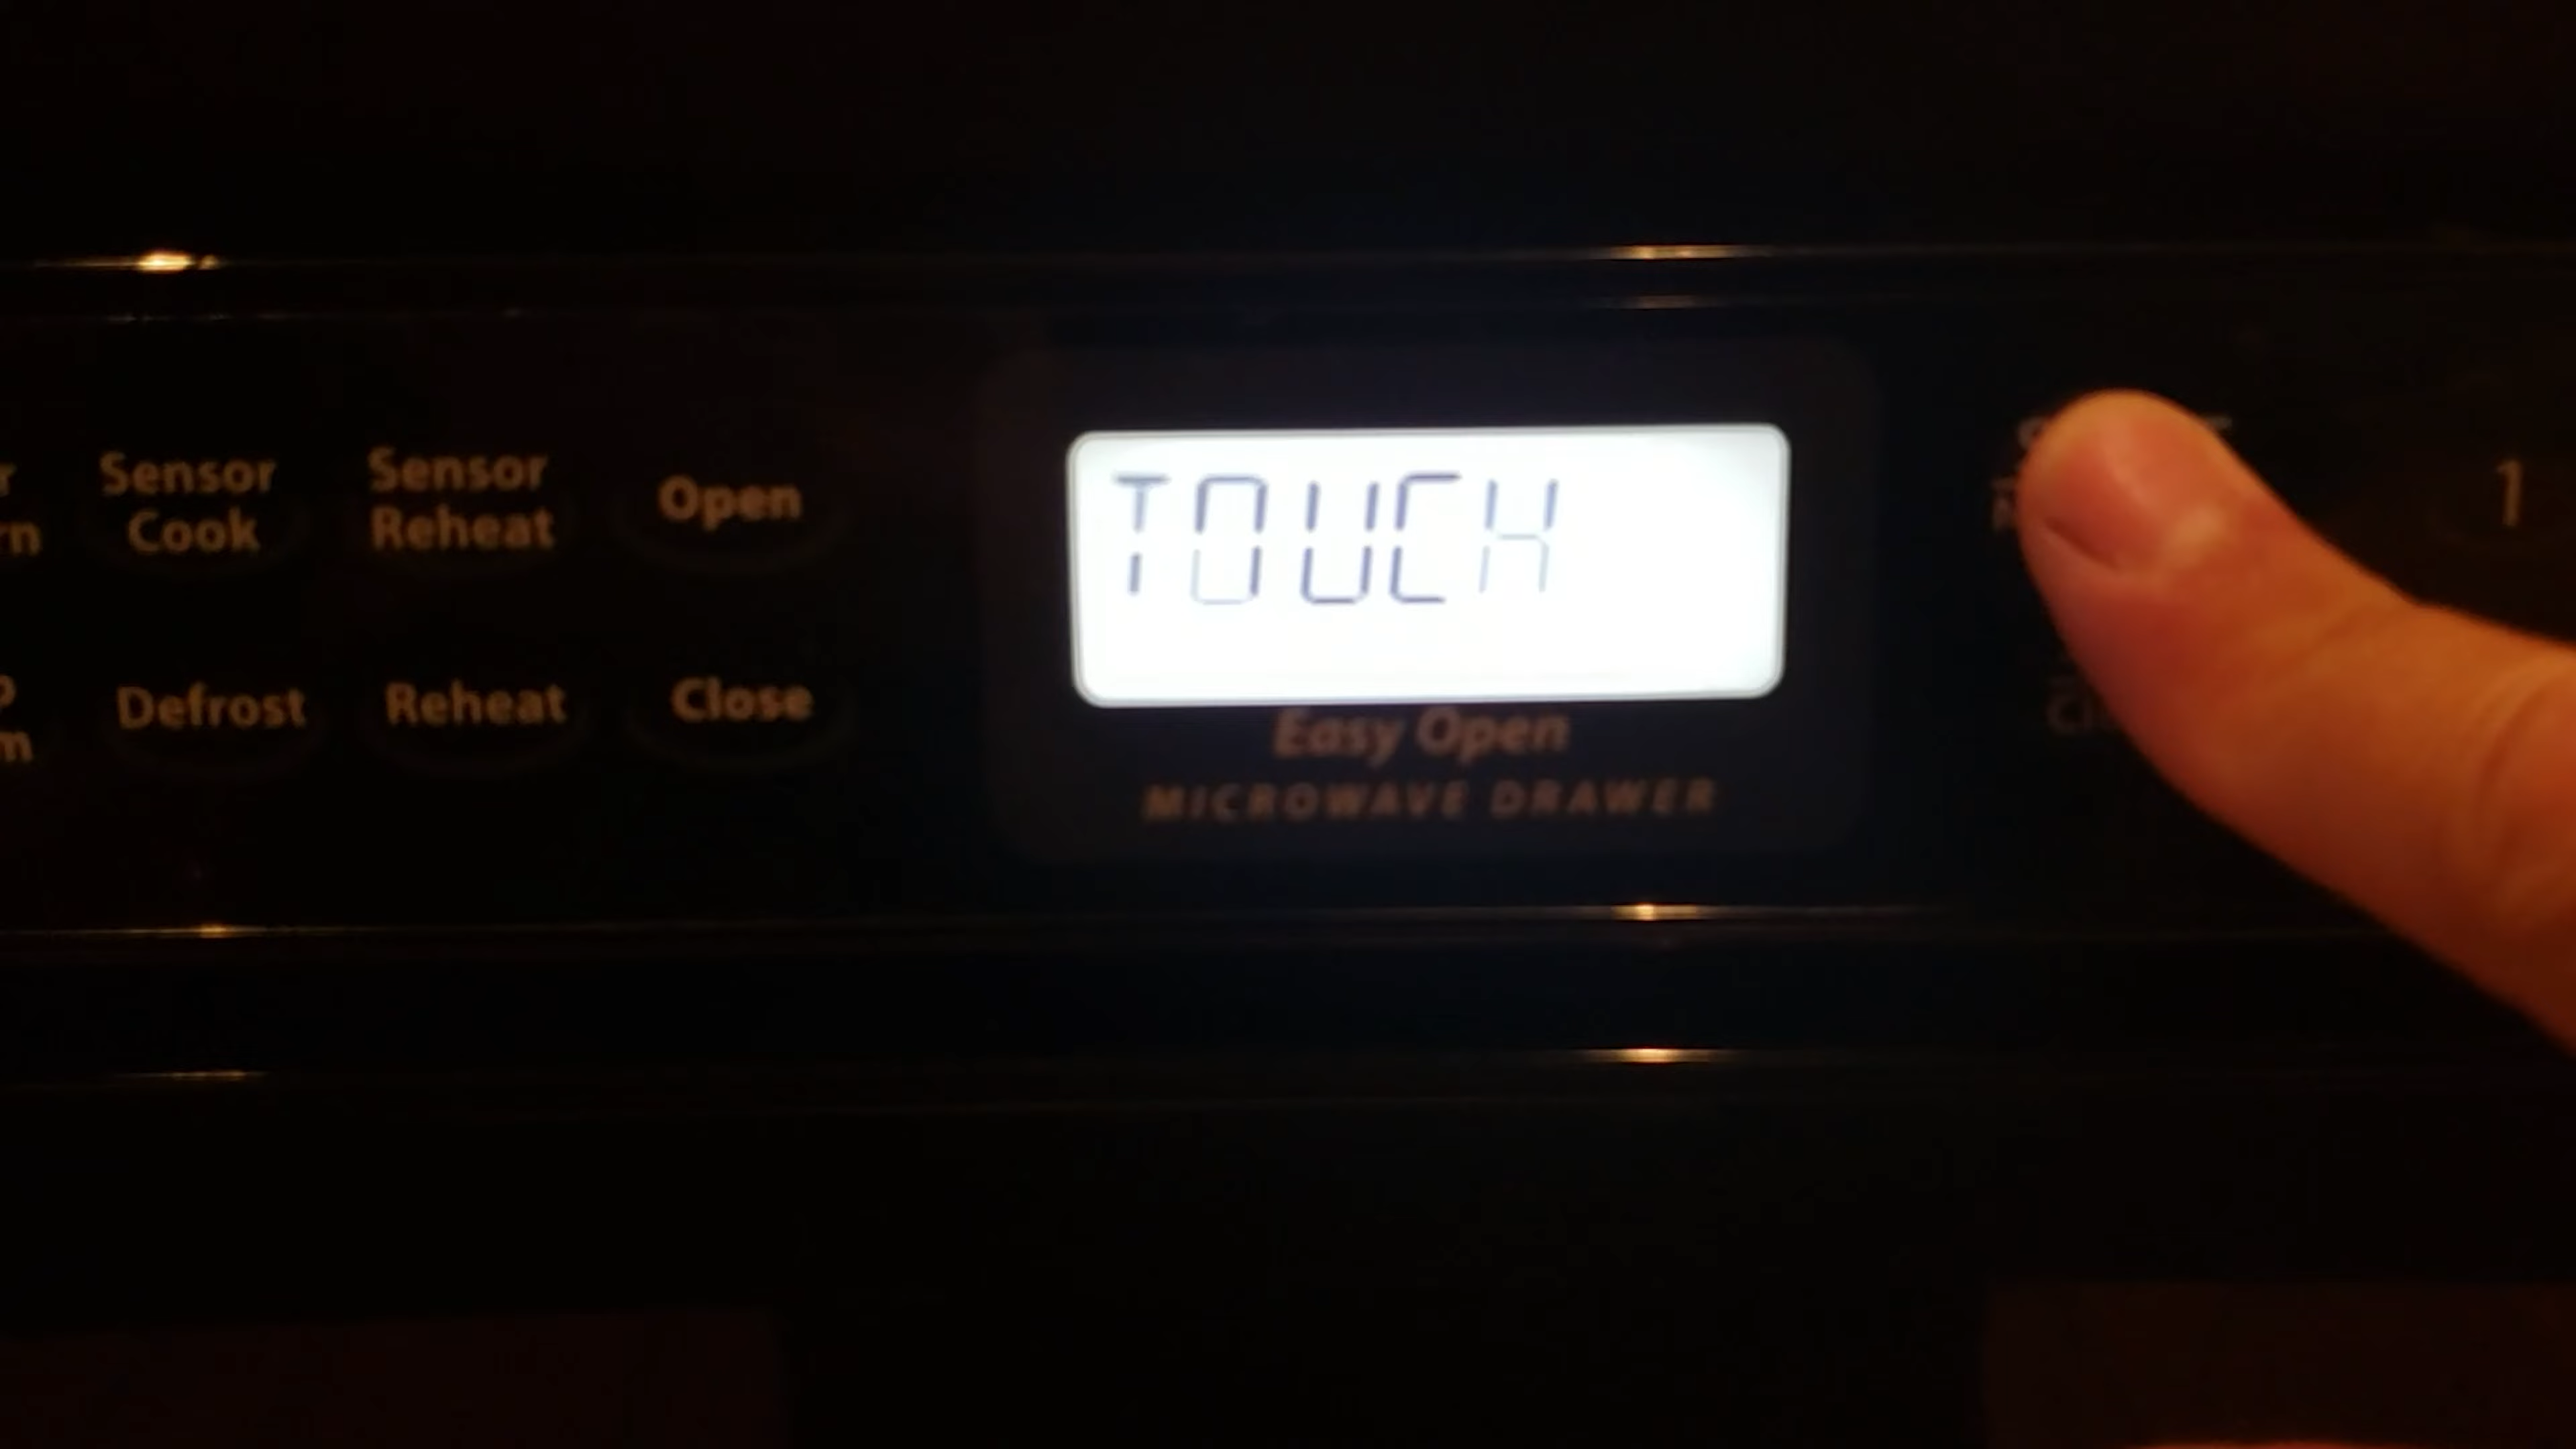 Sensor
Cook
Sensor
Reheat
Open
TOUCH
1
Defrost
Reheat
Close
Easy Open
MICROWAVE DRAWER